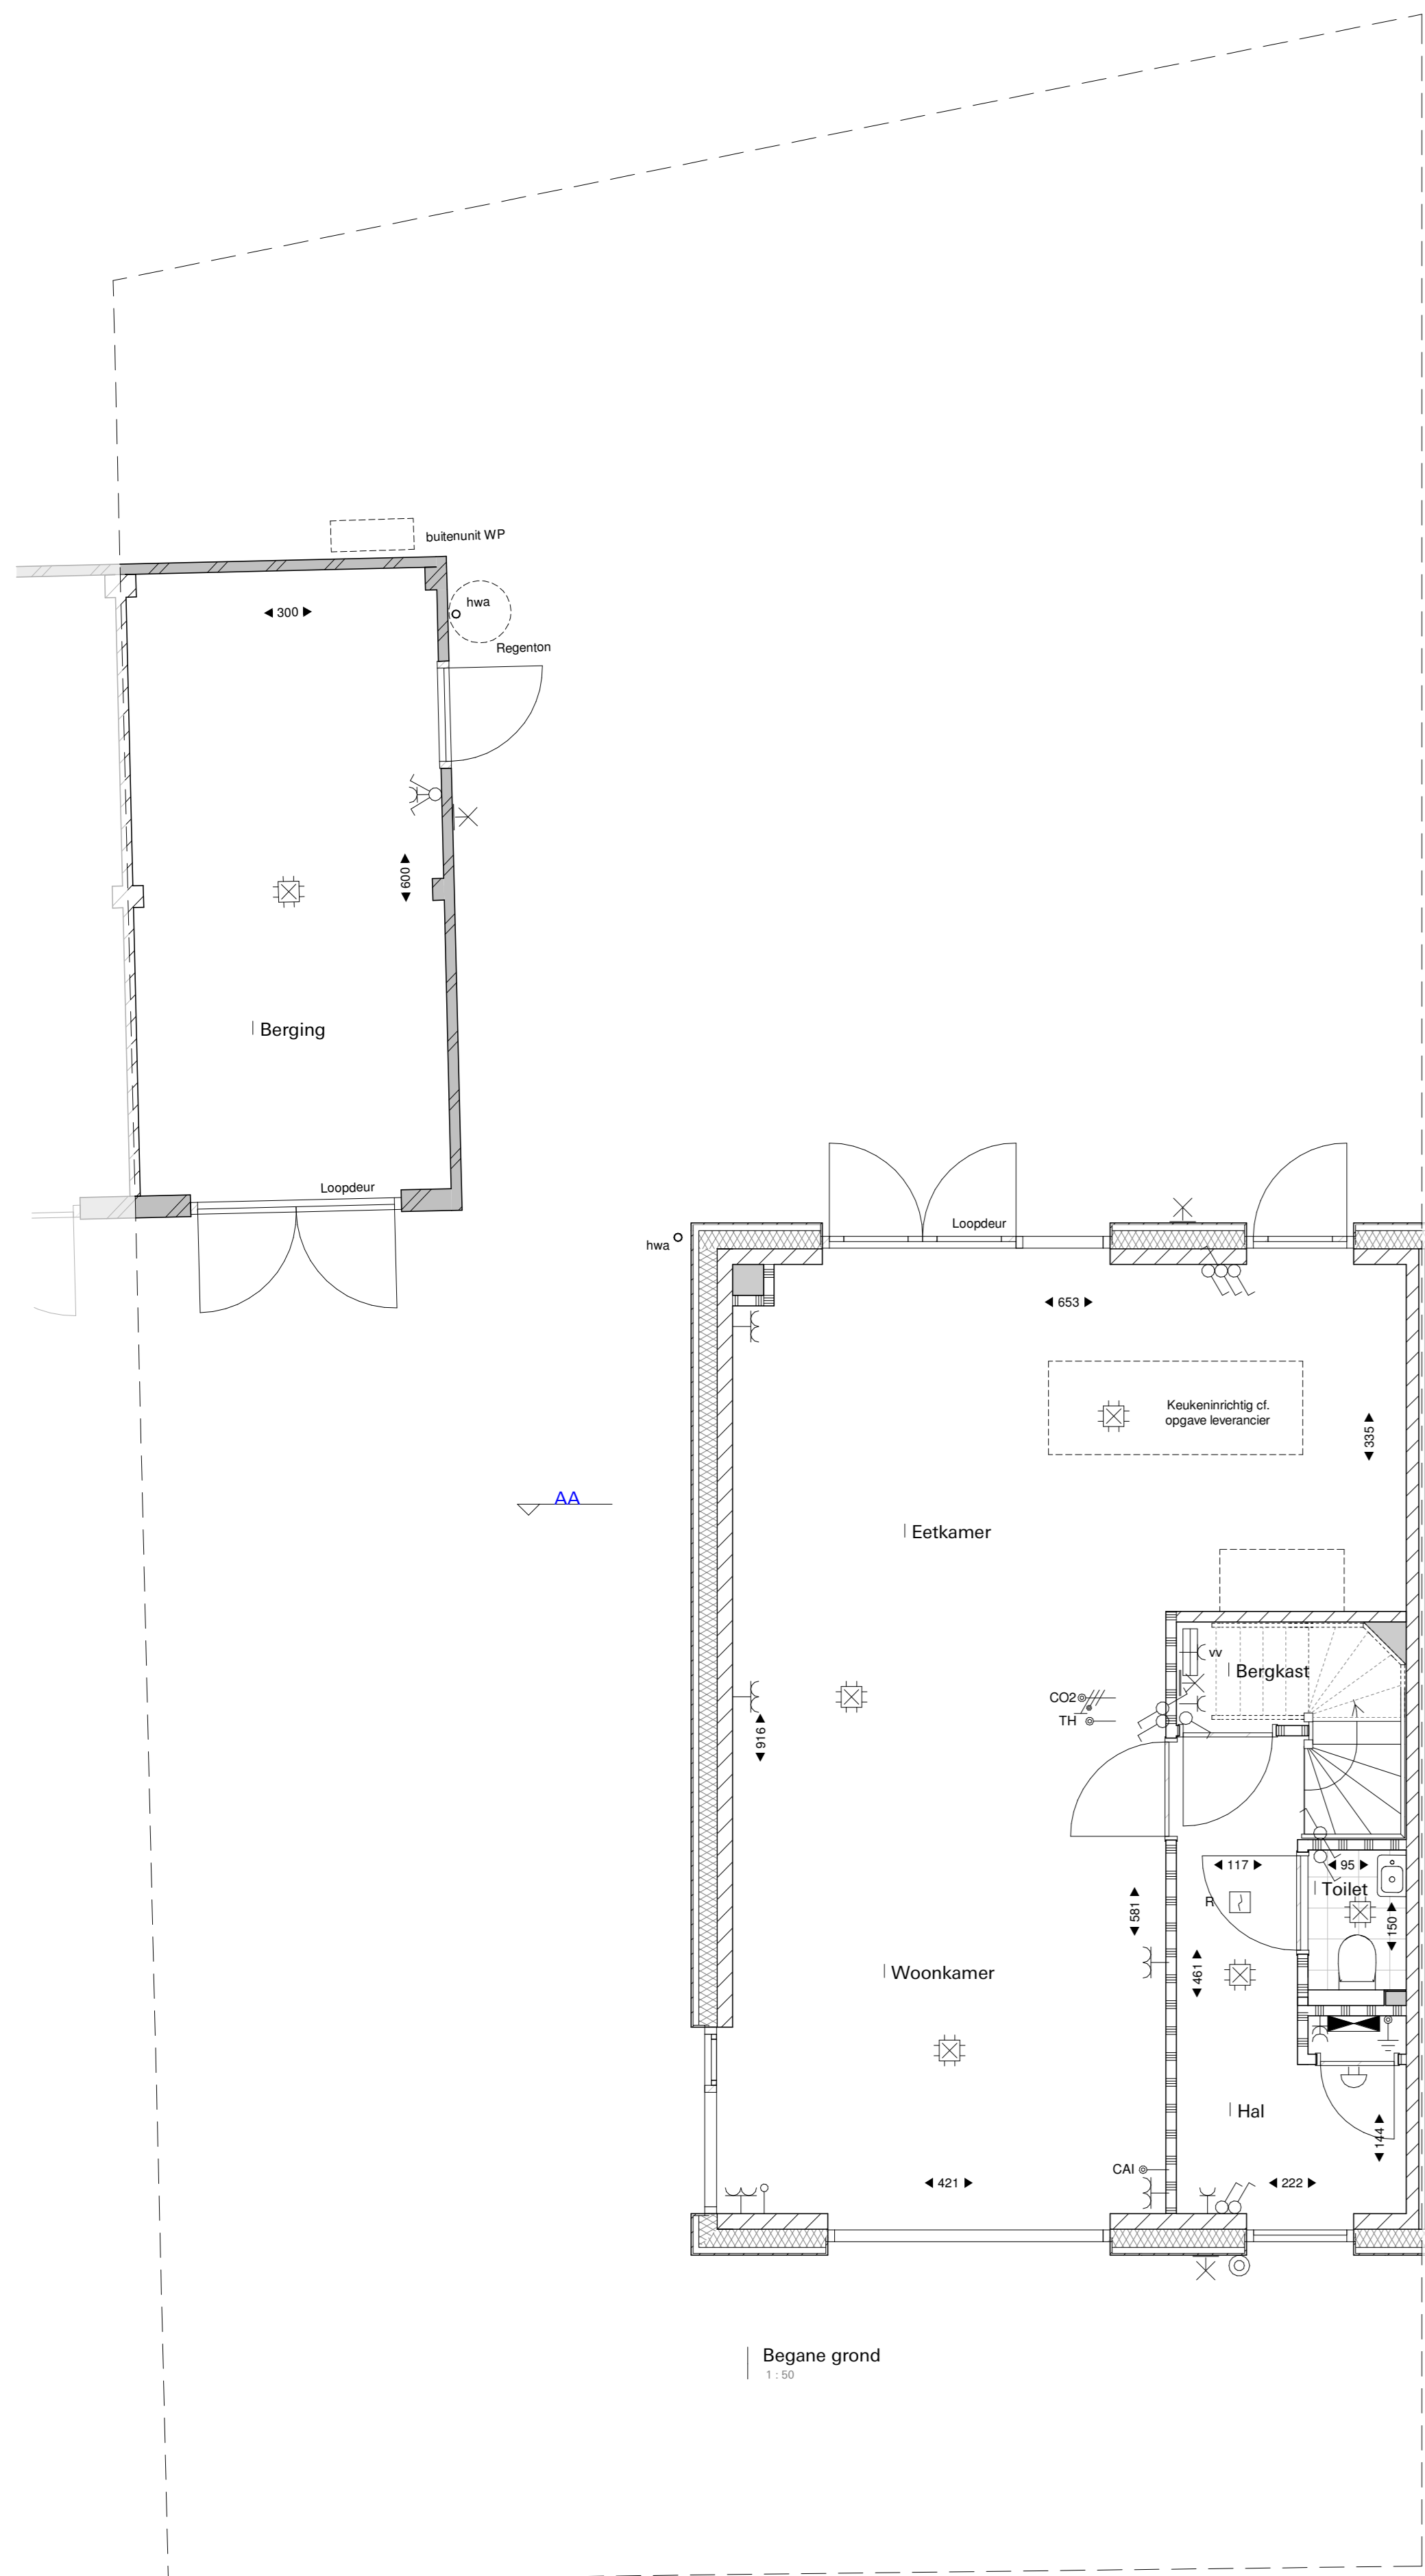 buitenunit WP
hwa
300
Regenton
600
Berging
Loopdeur
Loopdeur
hwa
653
Keukeninrichtig cf.
opgave leverancier
335
AA
Eetkamer
vv
Bergkast
CO2
TH
916
117
95
Toilet
R
581
150
461
Woonkamer
Hal
144
CAI
421
222
Begane grond
1 : 50